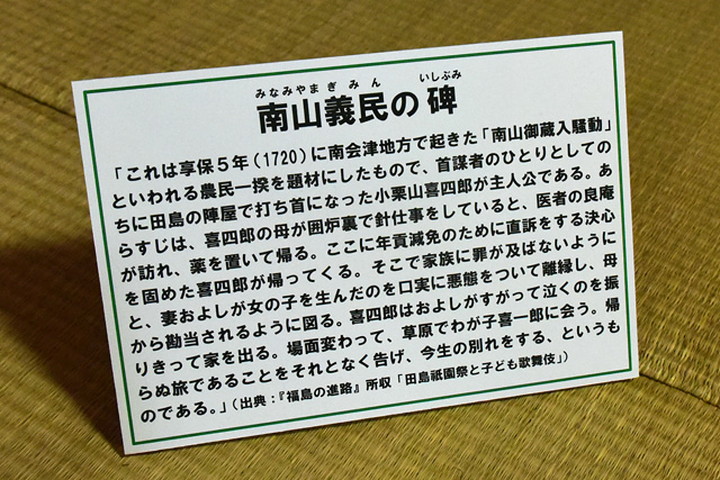 みなみやまぎみん いしぶみ
南山義民の碑
「これは享保5年(1720)に南会津地方で起きた「南山御蔵入騒動」
といわれる農民一揆を題材にしたもので、首謀者のひとりとしての
ちに田島の陣屋で打ち首になった小栗山喜四郎が主人公である。あ
らすじは、喜四郎の母が囲炉裏で針仕事をしていると、医者の良庵
が訪れ、薬を置いて帰る。ここに年貢減免のために直訴をする決心
を固めた喜四郎が帰ってくる。そこで家族に罪が及ばないように
と、妻およしが女の子を生んだのを口実に悪態をついて離縁し、母
から勘当されるように図る。喜四郎はおよしがすがって泣くのを振
りきって家を出る。場面変わって、草原でわが子喜一郎に会う。帰
らぬ旅であることをそれとなく告げ、今生の別れをする、というも
のである。」(出典:『福島の進路』所収「田島祇園祭と子ども歌舞伎」)